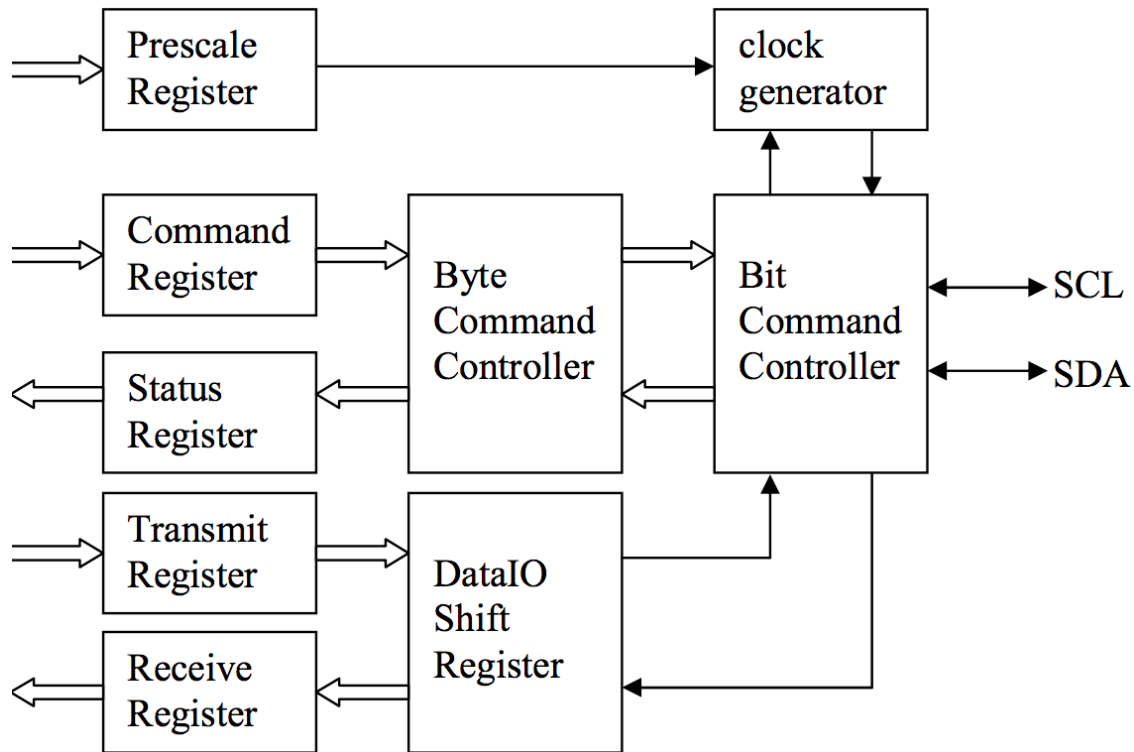 Prescale
Register
clock
generator
Command
Register
Byte
Command
Controller
Bit
Command
Controller
SCL
SDA
Status
Register
Transmit
Register
DataIO
Shift
Register
Receive
Register